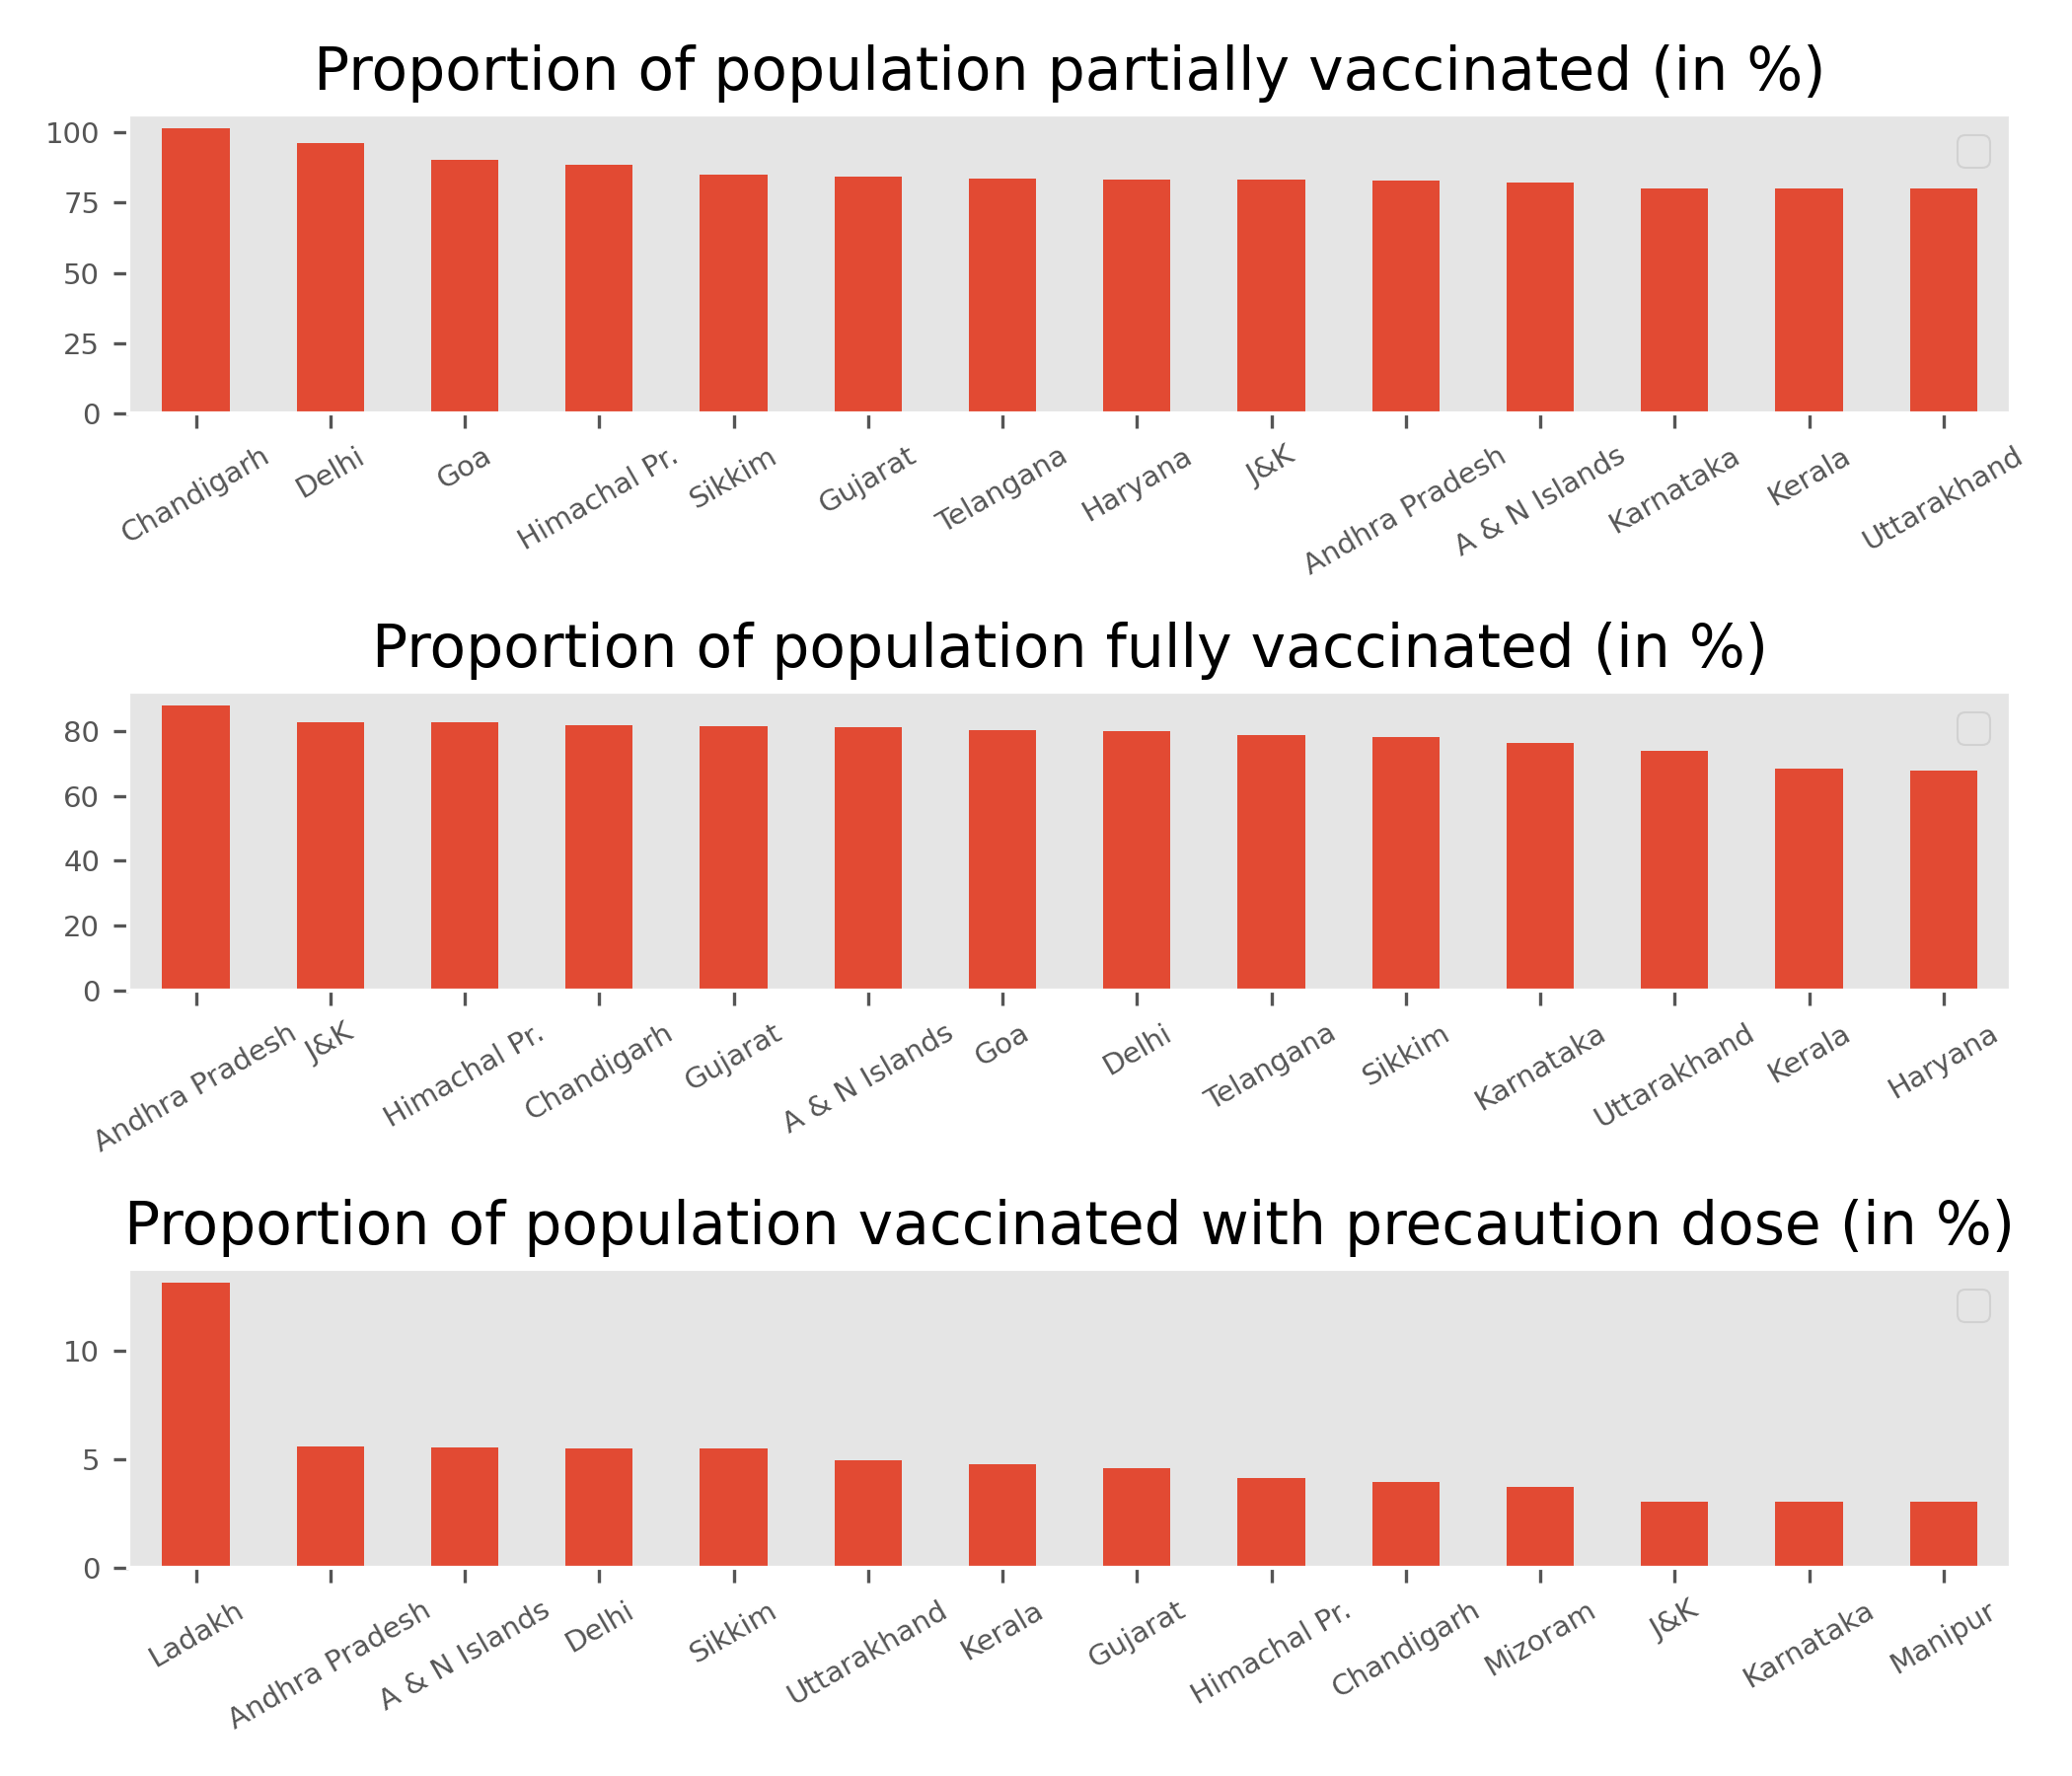 Proportion of population partially vaccinated (in %)
100
75
50
25
0
Chandigarh
Delhi
Goa
Himachal Pr.
Sikkim
Gujarat
Telangana
Haryana
J&K
Andhra Pradesh
A & N Islands
Karnataka
Kerala
Uttarakhand
Proportion of population fully vaccinated (in %)
80
60
40
20
0
Andhra Pradesh
J&K
Himachal Pr.
Chandigarh
Gujarat
A & N Islands
Goa
Delhi
Telangana
Sikkim
Karnataka
Uttarakhand
Kerala
Haryana
Proportion of population vaccinated with precaution dose (in %)
10
5
0
Ladakh
Andhra Pradesh
A & N Islands
Delhi
Sikkim
Uttarakhand
Kerala
Gujarat
Himachal Pr.
Chandigarh
Mizoram
J&K
Karnataka
Manipur